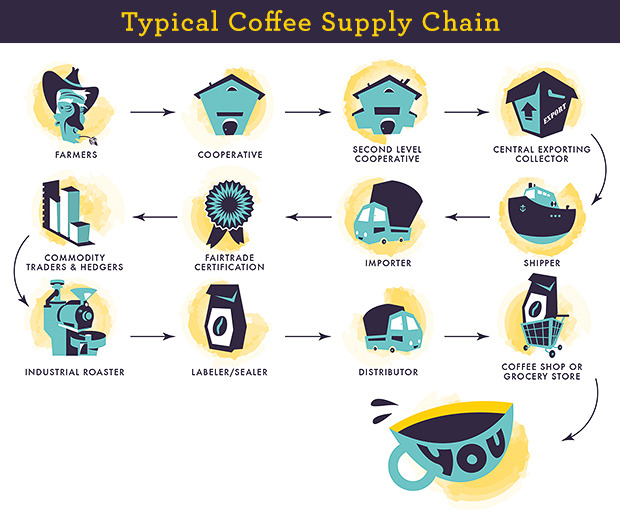 Typical Coffee Supply Chain
FARMERS
COOPERATIVE
SECOND LEVEL
COOPERATIVE
EXPORT
CENTRAL EXPORTING
COLLECTOR
COMMODITY
TRADERS & HEDGERS
FAIRTRADE
CERTIFICATION
IMPORTER
SHIPPER
INDUSTRIAL ROASTER
LABELER/SEALER
DISTRIBUTOR
COFFEE SHOP OR
GROCERY STORE
YOU